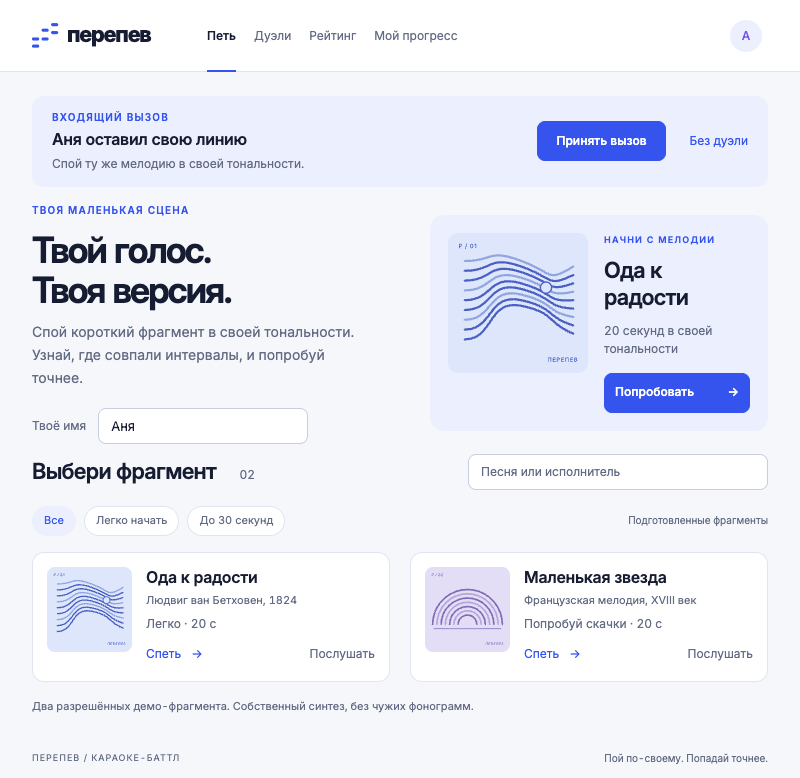 перепев
Петь Дуэли Рейтинг Мой прогресс
А
ВХОДЯЩИЙ ВЫЗОВ
Аня оставил свою линию
Спой ту же мелодию в своей тональности.
Принять вызов
Без дуэли
ТВОЯ МАЛЕНЬКАЯ СЦЕНА
Твой голос.
Твоя версия.
Спой короткий фрагмент в своей тональности.
Узнай, где совпали интервалы, и попробуй
точнее.
Твоё имя
Аня
P / 01
ПЕРЕПЕВ
НАЧНИ С МЕЛОДИИ
Ода к
радости
20 секунд в своей
тональности
Попробовать →
Выбери фрагмент 02
Песня или исполнитель
Все
Легко начать
До 30 секунд
Подготовленные фрагменты
P / 01
ПЕРЕПЕВ
Ода к радости
Людвиг ван Бетховен, 1824
Легко · 20 с
Спеть →
Послушать
ПЕРЕПЕВ
Маленькая звезда
Французская мелодия, XVIII век
Попробуй скачки · 20 с
Спеть →
Послушать
Два разрешённых демо-фрагмента. Собственный синтез, без чужих фонограмм.
ПЕРЕПЕВ / КАРАОКЕ-БАТТЛ
Пой по-своему. Попадай точнее.